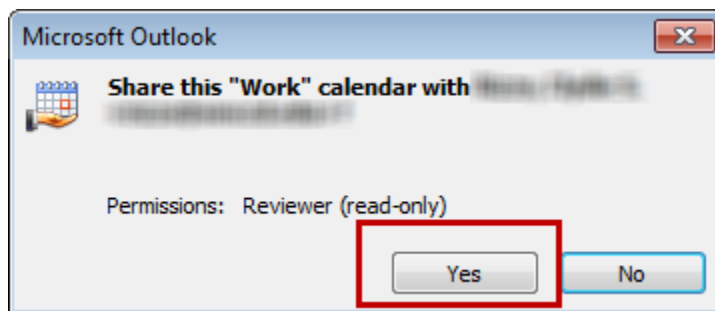 Microsoft Outlook
Share this "Work" calendar with
Permissions: Reviewer (read-only)
Yes No